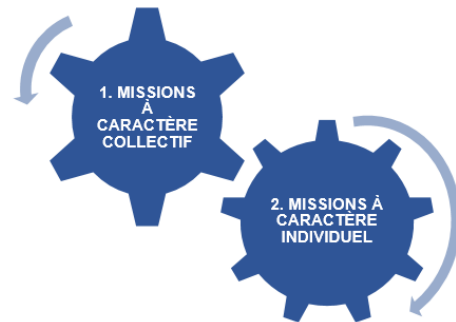 1. MISSIONS
À
CARACTÈRE
COLLECTIF
2. MISSIONS À
CARACTÈRE
INDIVIDUEL